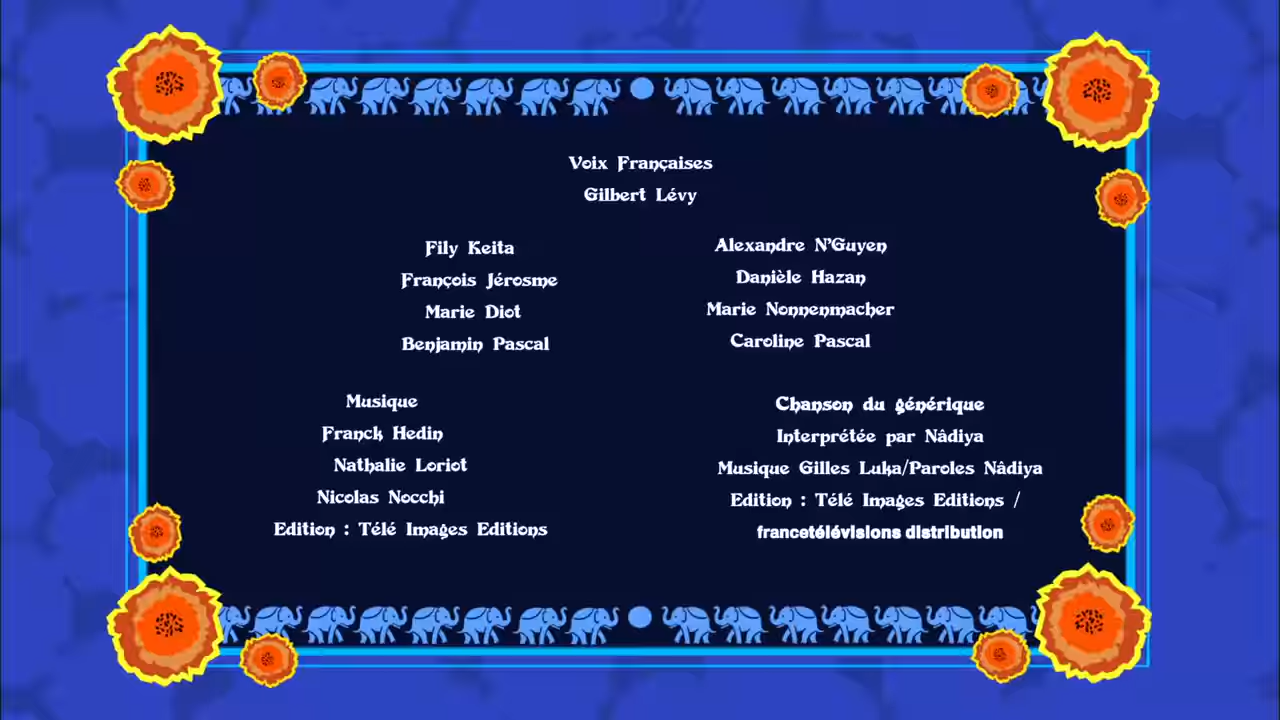 Voix Françaises
Gilbert Lévy
Fily Keita
François Jérosme
Marie Diot
Benjamin Pascal
Alexandre N'Guyen
Danièle Hazan
Marie Nonnenmacher
Caroline Pascal
Musique
Franck Hedin
Nathalie Loriot
Nicolas Nocchi
Edition : Télé Images Editions
Chanson du générique
Interprétée par Nâdiya
Musique Gilles Luka/Paroles Nâdiya
Edition : Télé Images Editions /
francetélévisions distribution